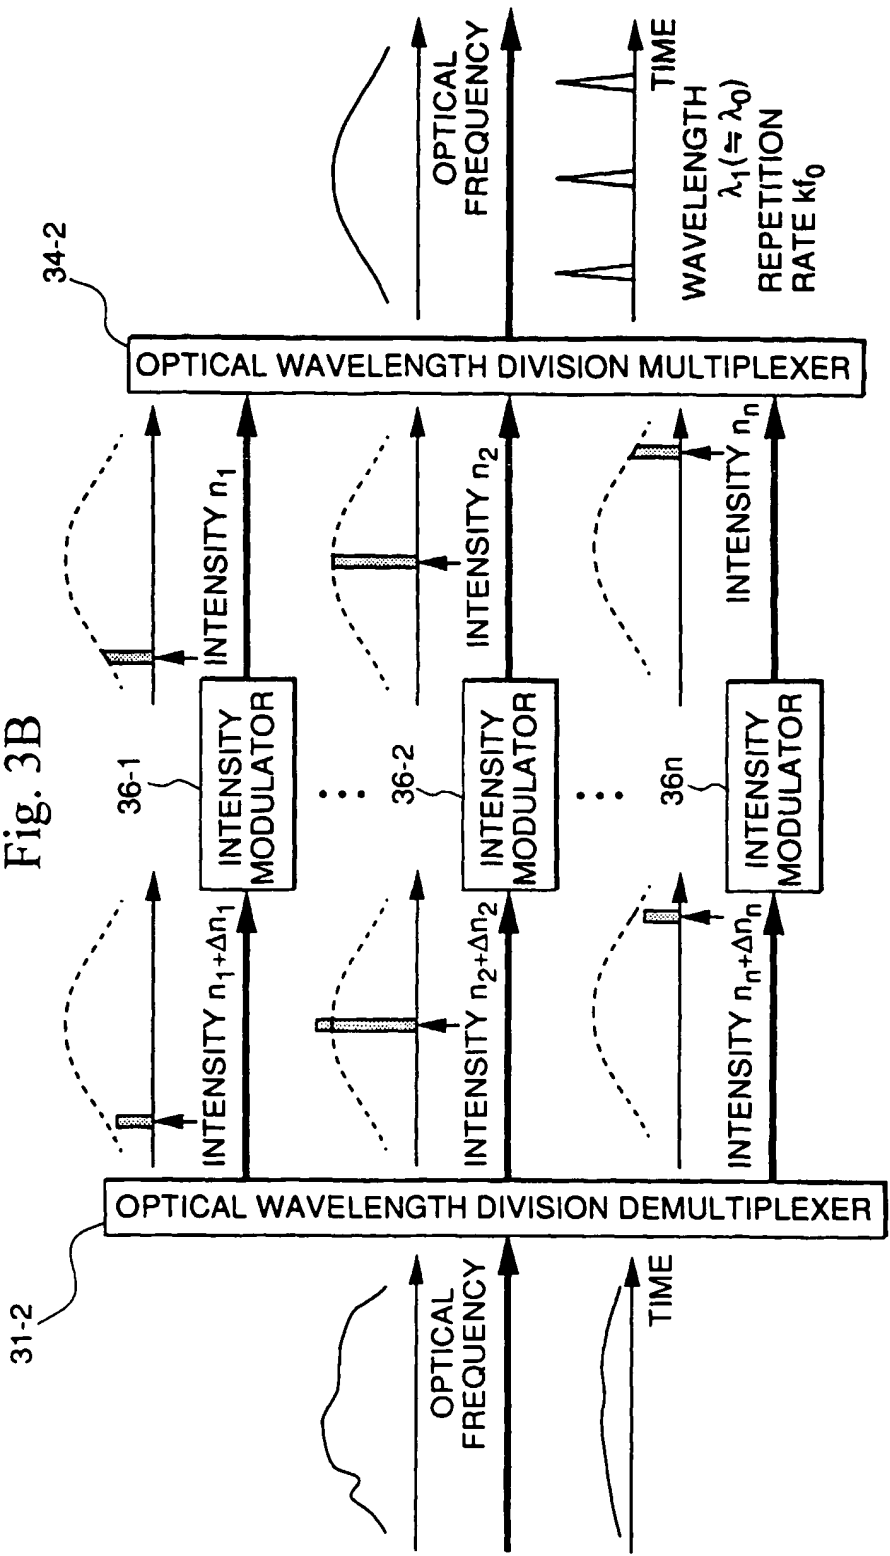 Fig. 3B
31-2
OPTICAL
FREQUENCY
TIME
OPTICAL WAVELENGTH DIVISION DEMULTIPLEXER
INTENSITY n1+Δn1
INTENSITY n2+Δn2
INTENSITY nn+Δnn
36-1
INTENSITY
MODULATOR
36-2
INTENSITY
MODULATOR
36n
INTENSITY
MODULATOR
INTENSITY n1
INTENSITY n2
INTENSITY nn
34-2
OPTICAL WAVELENGTH DIVISION MULTIPLEXER
OPTICAL
FREQUENCY
TIME
WAVELENGTH
λ1(≒λ0)
REPETITION
RATE kf0